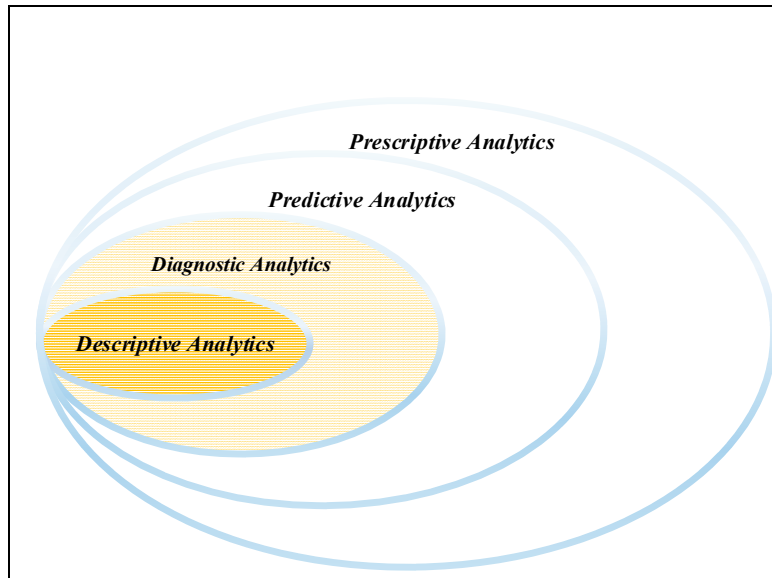 Prescriptive Analytics
Predictive Analytics
Diagnostic Analytics
Descriptive Analytics